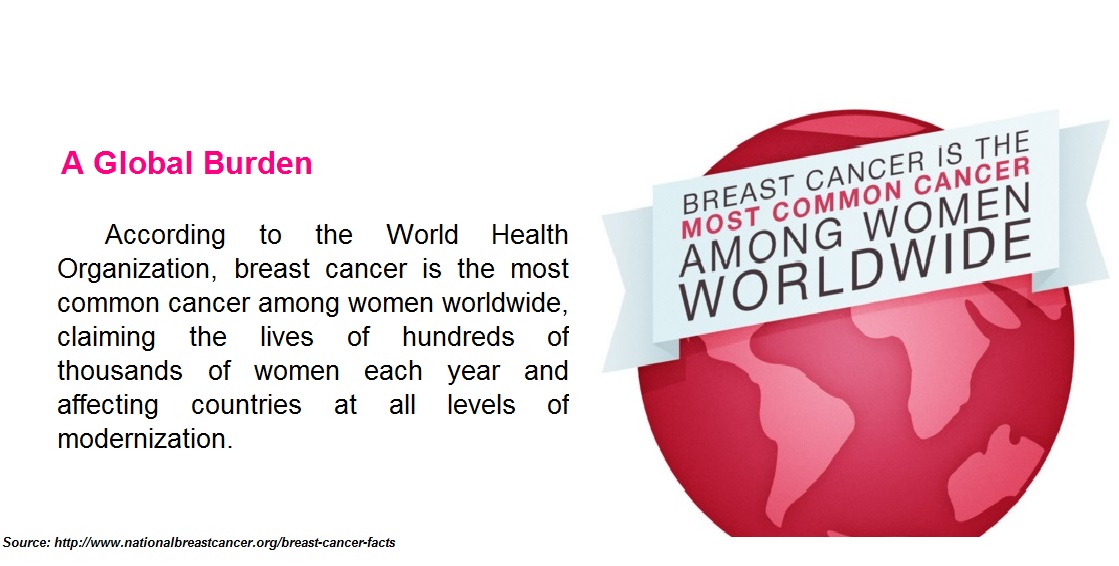 A Global Burden
According to the World Health
Organization, breast cancer is the most
common cancer among women worldwide,
claiming the lives of hundreds of
thousands of women each year and
affecting countries at all levels of
modernization.
BREAST CANCER IS THE
MOST COMMON CANCER
AMONG WOMEN
WORLDWIDE
Source: http://www.nationalbreastcancer.org/breast-cancer-facts